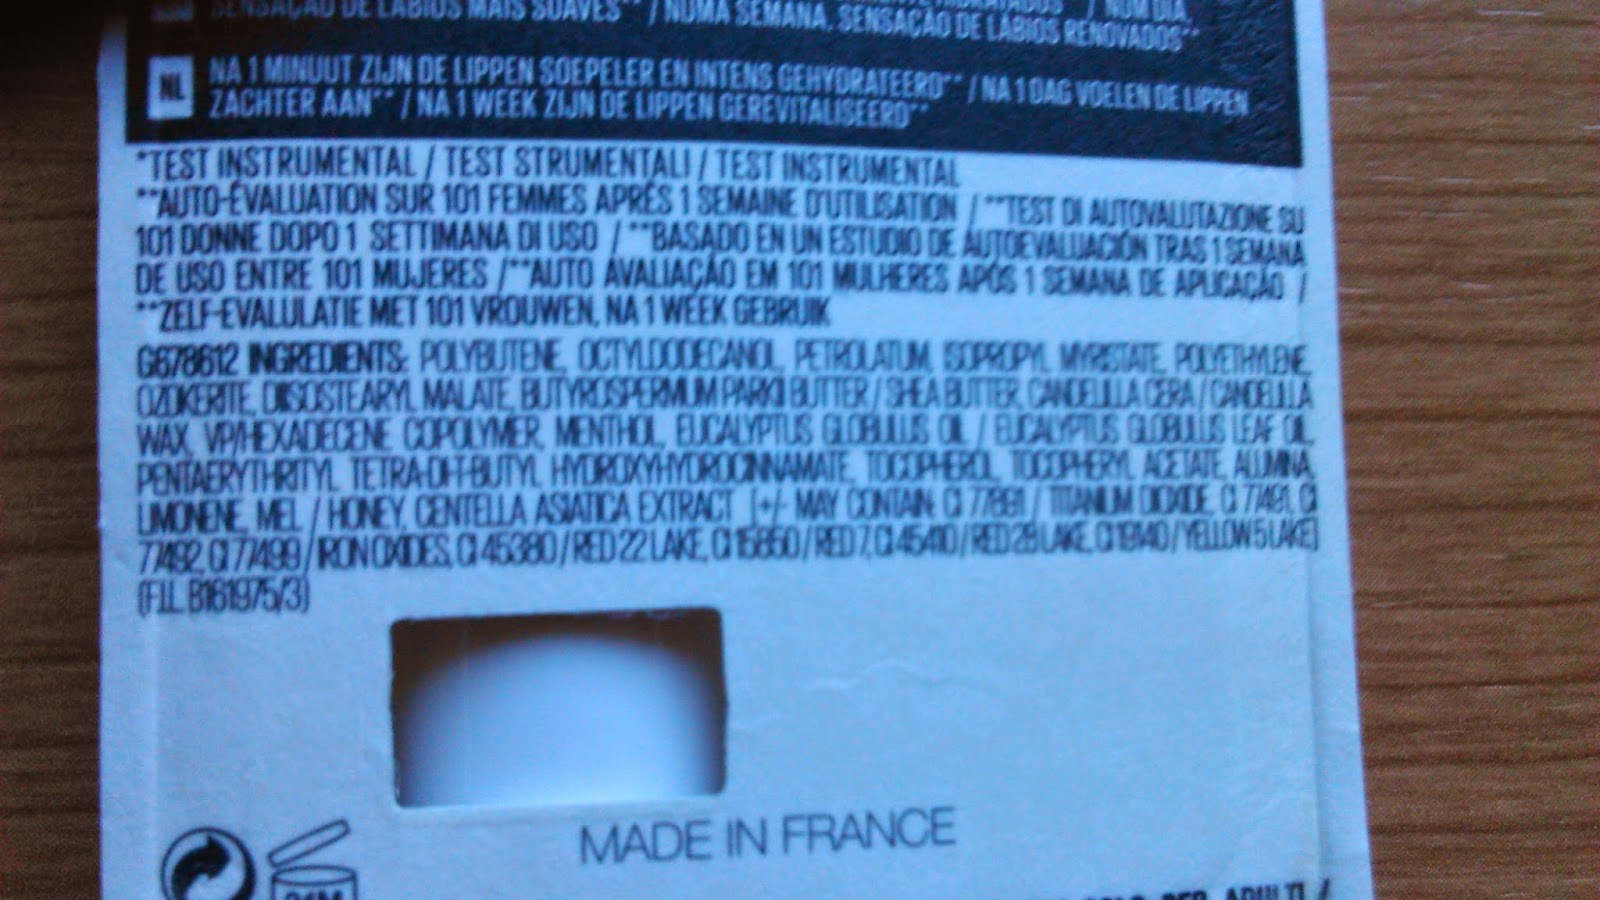 SENSAÇÃO DE LÁBIOS MAIS SUAVES** / NUMA SEMANA, SENSAÇÃO DE LÁBIOS RENOVADOS**
NL
NA 1 MINUUT ZIJN DE LIPPEN SOEPELER EN INTENS GEHYDRATEERD** / NA 1 DAG VOELEN DE LIPPEN
ZACHTER AAN** / NA 1 WEEK ZIJN DE LIPPEN GEREVITALISEERD**
*TEST INSTRUMENTAL / TEST STRUMENTALI / TEST INSTRUMENTAL
**AUTO-ÉVALUATION SUR 101 FEMMES APRÈS 1 SEMAINE D'UTILISATION / **TEST DI AUTOVALUTAZIONE SU
101 DONNE DOPO 1 SETTIMANA DI USO / **BASADO EN UN ESTUDIO DE AUTOEVALUACIÓN TRAS 1 SEMANA
DE USO ENTRE 101 MUJERES / **AUTO AVALIAÇÃO EM 101 MULHERES APÓS 1 SEMANA DE APLICAÇÃO /
**ZELF-EVALULATIE MET 101 VROUWEN, NA 1 WEEK GEBRUIK
G678612 INGREDIENTS: POLYBUTENE, OCTYLDODECANOL, PETROLATUM, ISOPROPYL MYRISTATE, POLYETHYLENE,
OZOKERITE, DIISOSTEARYL MALATE, BUTYROSPERMUM PARKII BUTTER / SHEA BUTTER, CANDELILLA CERA / CANDELILLA
WAX, VP/HEXADECENE COPOLYMER, MENTHOL, EUCALYPTUS GLOBULUS OIL / EUCALYPTUS GLOBULUS LEAF OIL,
PENTAERYTHRITYL TETRA-DI-T-BUTYL HYDROXYHYDROCINNAMATE, TOCOPHEROL, TOCOPHERYL ACETATE, ALUMINA,
LIMONENE, MEL / HONEY, CENTELLA ASIATICA EXTRACT [+/- MAY CONTAIN: CI 77891 / TITANIUM DIOXIDE, CI 77491, CI
77492, CI 77499 / IRON OXIDES, CI 45380 / RED 22 LAKE, CI 15850 / RED 7, CI 45410 / RED 28 LAKE, CI 19140 / YELLOW 5 LAKE]
(F.I.L. B161975/3)
MADE IN FRANCE
PER ADULTI /